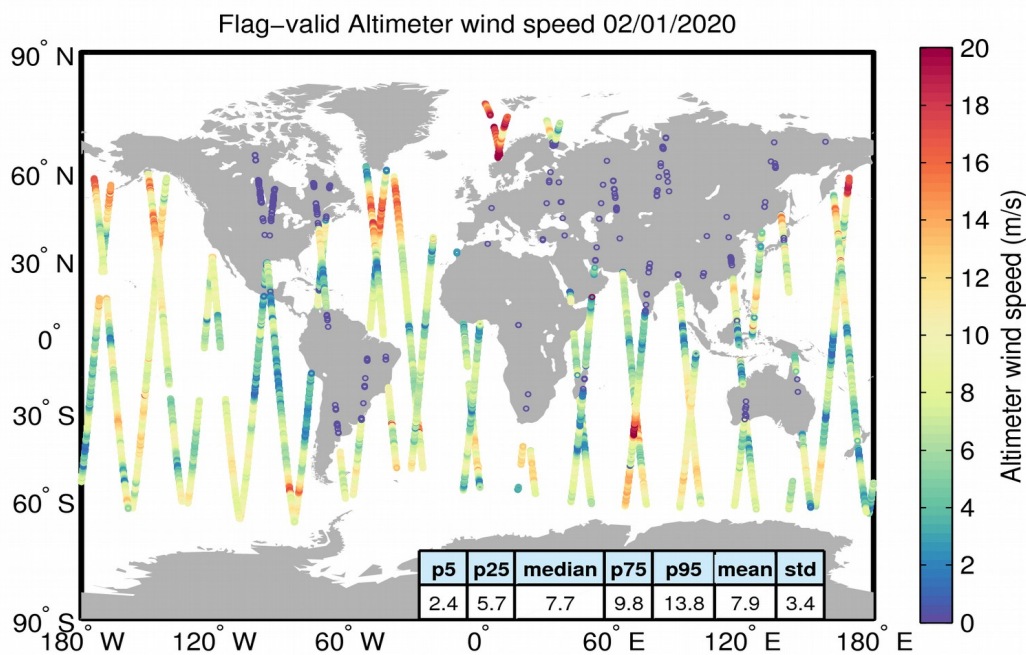 Flag−valid Altimeter wind speed 02/01/2020
90° N
60° N
30° N
0°
30° S
60° S
90° S
180° W
120° W
60° W
0°
60° E
120° E
180° E
p5 p25 median p75 p95 mean std
2.4 5.7 7.7 9.8 13.8 7.9 3.4
20
18
16
14
12
10
8
6
4
2
0
Altimeter wind speed (m/s)